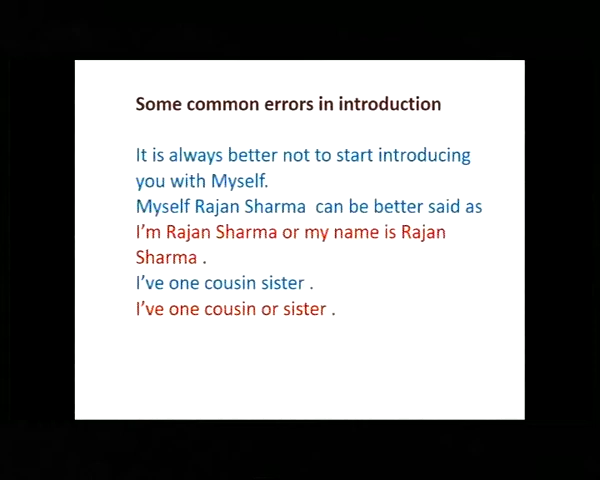 Some common errors in introduction
It is always better not to start introducing
you with Myself.
Myself Rajan Sharma  can be better said as
I’m Rajan Sharma or my name is Rajan
Sharma .
I’ve one cousin sister .
I’ve one cousin or sister .